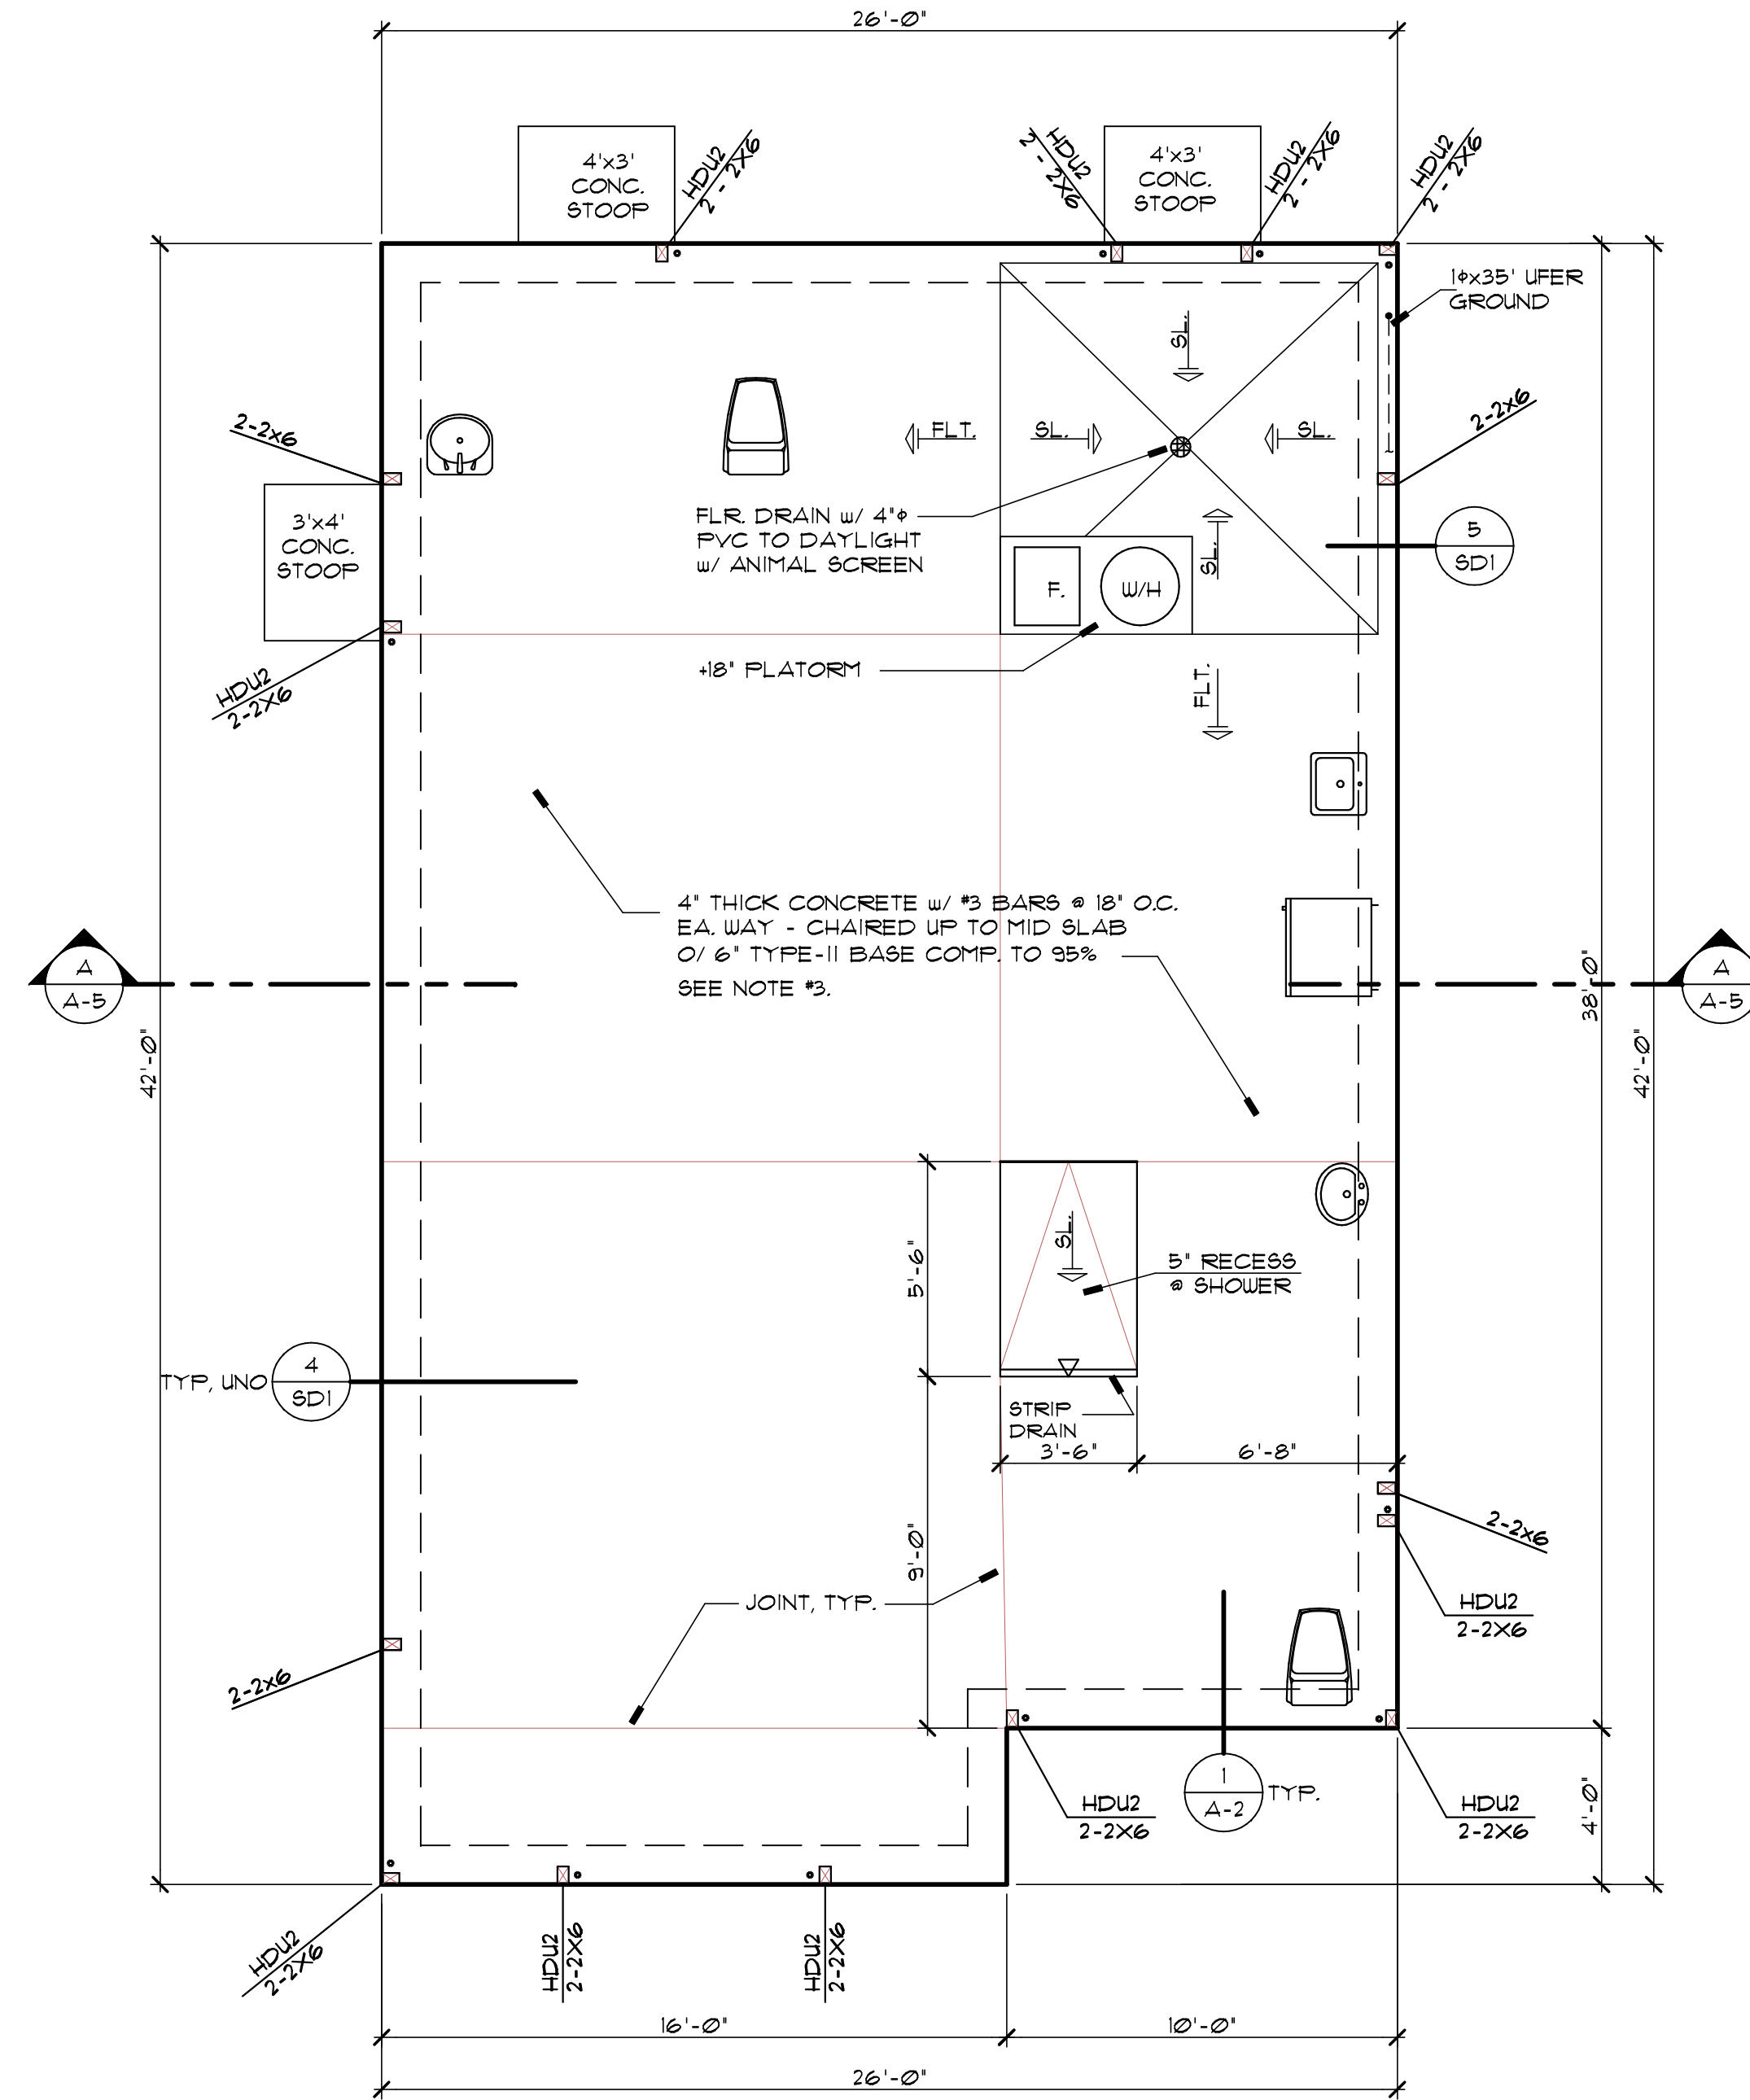 26'-0"
4'x3'
CONC.
STOOP
HDU2
2 - 2X6
HDU2
2 - 2X6
4'x3'
CONC.
STOOP
HDU2
2 - 2X6
HDU2
2 - 2X6
1φx35' UFER
GROUND
SL.
2-2x6
FLT.
SL.
SL.
2-2x6
3'x4'
CONC.
STOOP
FLR. DRAIN w/ 4"φ
PVC TO DAYLIGHT
w/ ANIMAL SCREEN
SL.
5
SD1
F.
W/H
HDU2
2-2X6
+18" PLATORM
FLT.
4" THICK CONCRETE w/ #3 BARS @ 18" O.C.
EA. WAY - CHAIRED UP TO MID SLAB
O/ 6" TYPE-II BASE COMP. TO 95%
SEE NOTE #3.
A
A-5
A
A-5
42'-0"
38'-0"
42'-0"
5'-6"
SL.
5" RECESS
@ SHOWER
TYP, UNO
4
SD1
STRIP
DRAIN
3'-6"
6'-8"
9'-0"
2-2x6
JOINT, TYP.
HDU2
2-2X6
2-2x6
HDU2
2-2X6
1
A-2
TYP.
HDU2
2-2X6
4'-0"
HDU2
2-2X6
HDU2
2-2X6
HDU2
2-2X6
16'-0"
10'-0"
26'-0"